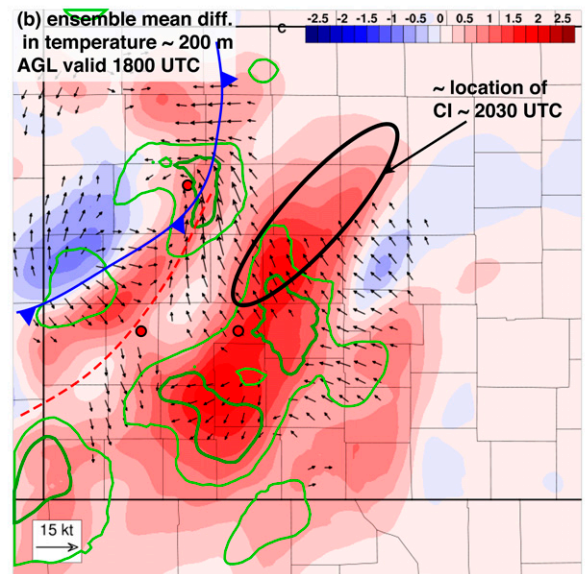 (b) ensemble mean diff.
in temperature ~ 200 m
AGL valid 1800 UTC
C
-2.5 -2 -1.5 -1 -0.5 0 0.5 1 1.5 2 2.5
~ location of
CI ~ 2030 UTC
15 kt